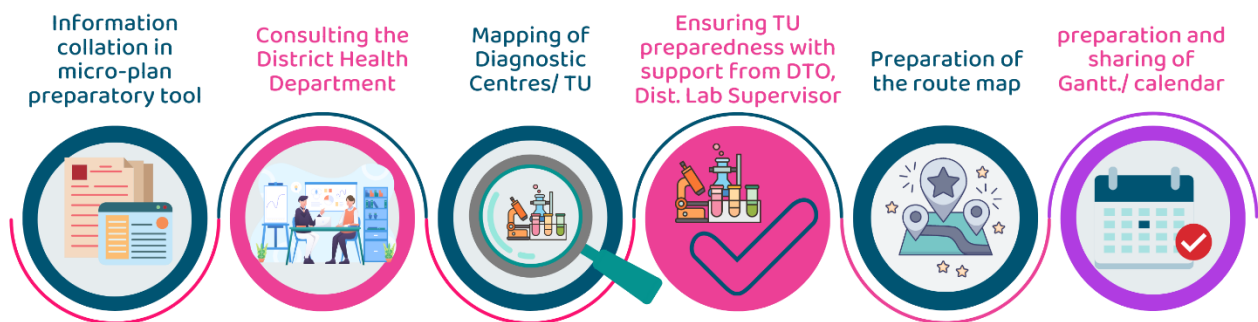 Information
collation in
micro-plan
preparatory tool
Consulting the
District Health
Department
Mapping of
Diagnostic
Centres/ TU
Ensuring TU
preparedness with
support from DTO,
Dist. Lab Supervisor
Preparation of
the route map
preparation and
sharing of
Gantt./ calendar